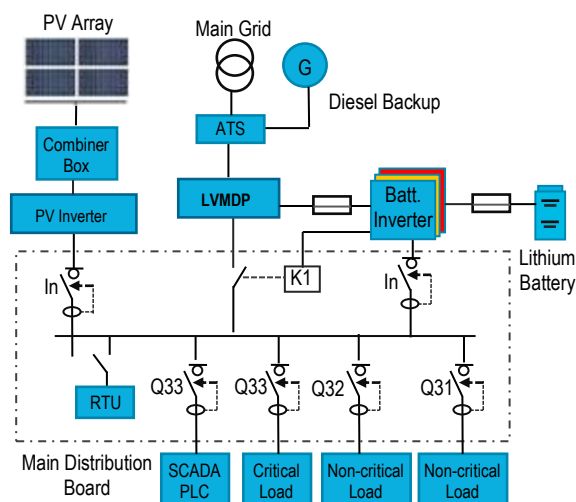 PV Array
Main Grid
G
Diesel Backup
ATS
Combiner
Box
PV Inverter
LVMDP
Batt.
Inverter
Lithium
Battery
In
K1
In
RTU
Q33
Q33
Q32
Q31
Main Distribution
Board
SCADA
PLC
Critical
Load
Non-critical
Load
Non-critical
Load